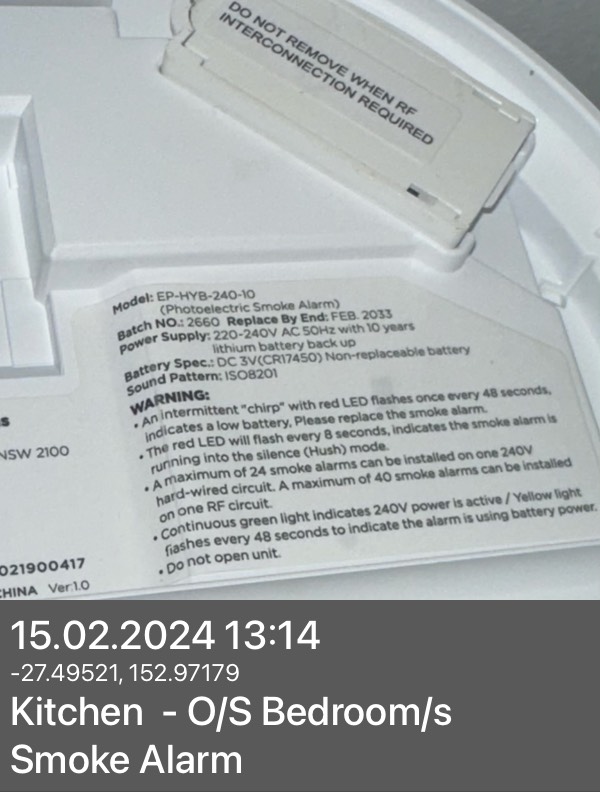 DO NOT REMOVE WHEN RF
INTERCONNECTION REQUIRED
Model: EP-HYB-240-10
(Photoelectric Smoke Alarm)
Batch NO.: 2660 Replace By End: FEB. 2033
Power Supply: 220-240V AC 50Hz with 10 years
lithium battery back up
Battery Spec.: DC 3V(CR17450) Non-replaceable battery
Sound Pattern: ISO8201
WARNING:
• An intermittent "chirp" with red LED flashes once every 48 seconds,
indicates a low battery, Please replace the smoke alarm.
• The red LED will flash every 8 seconds, indicates the smoke alarm is
running into the silence (Hush) mode.
• A maximum of 24 smoke alarms can be installed on one 240V
hard-wired circuit. A maximum of 40 smoke alarms can be installed
on one RF circuit.
• Continuous green light indicates 240V power is active / Yellow light
flashes every 48 seconds to indicate the alarm is using battery power.
• Do not open unit.
NSW 2100
021900417
Ver:1.0
15.02.2024 13:14
-27.49521, 152.97179
Kitchen - O/S Bedroom/s
Smoke Alarm